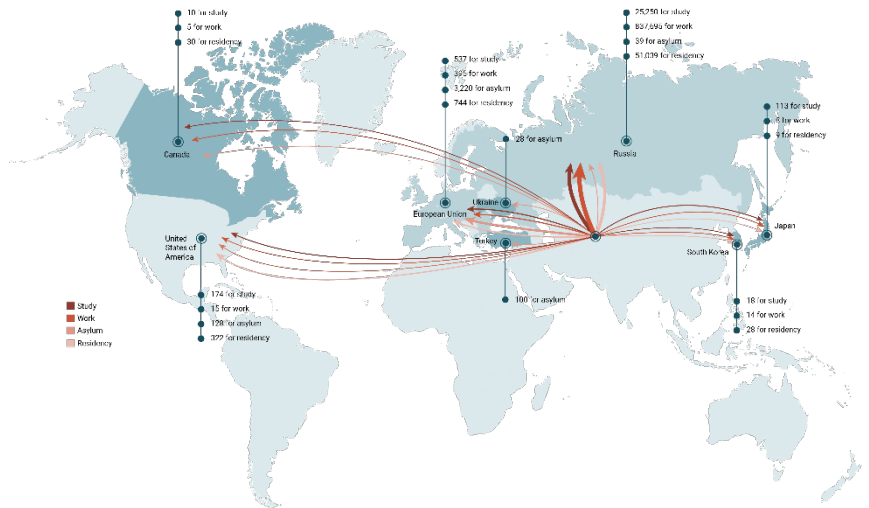 10 for study
5 for work
30 for residency
Canada
537 for study
395 for work
3,220 for asylum
744 for residency
28 for asylum
Ukraine
European Union
Turkey
100 for asylum
25,250 for study
837,695 for work
39 for asylum
51,039 for residency
Russia
113 for study
for work
9 for residency
Japan
South Korea
18 for study
14 for work
28 for residency
United
States of
America
174 for study
15 for work
128 for asylum
322 for residency
Study
Work
Asylum
Residency